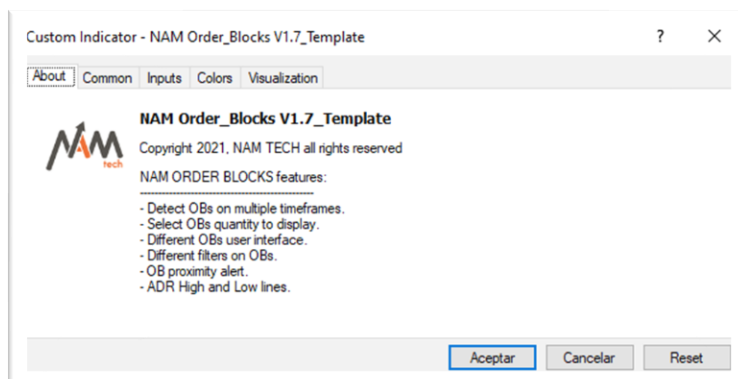 Custom Indicator - NAM Order_Blocks V1.7_Template ? ×
About Common Inputs Colors Visualization
NAM Order_Blocks V1.7_Template
NAM tech
Copyright 2021, NAM TECH all rights reserved
NAM ORDER BLOCKS features:
------------------------------------------------
- Detect OBs on multiple timeframes.
- Select OBs quantity to display.
- Different OBs user interface.
- Different filters on OBs.
- OB proximity alert.
- ADR High and Low lines.
Aceptar Cancelar Reset